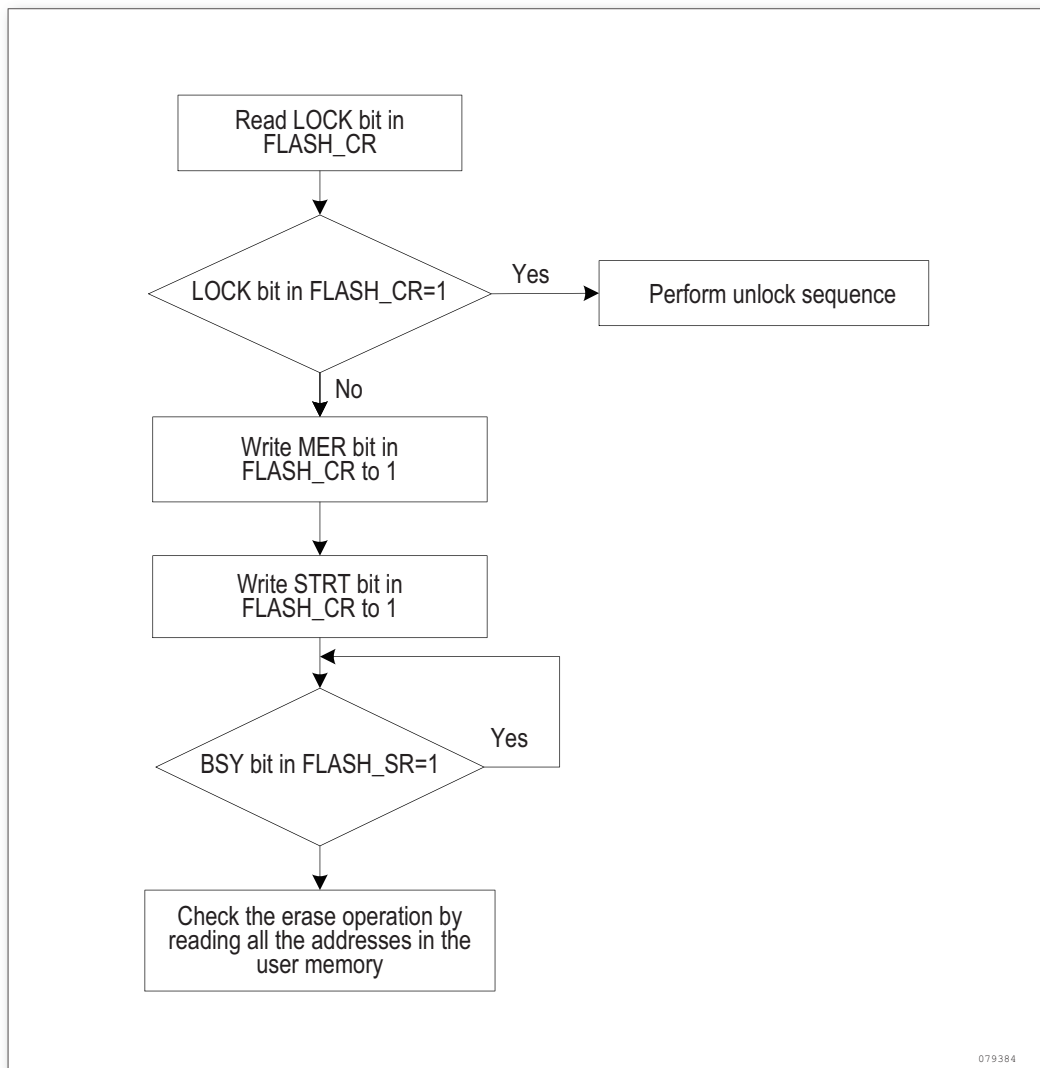 Read LOCK bit in
FLASH_CR
LOCK bit in FLASH_CR=1
Yes
Perform unlock sequence
No
Write MER bit in
FLASH_CR to 1
Write STRT bit in
FLASH_CR to 1
BSY bit in FLASH_SR=1
Yes
Check the erase operation by
reading all the addresses in the
user memory
079384